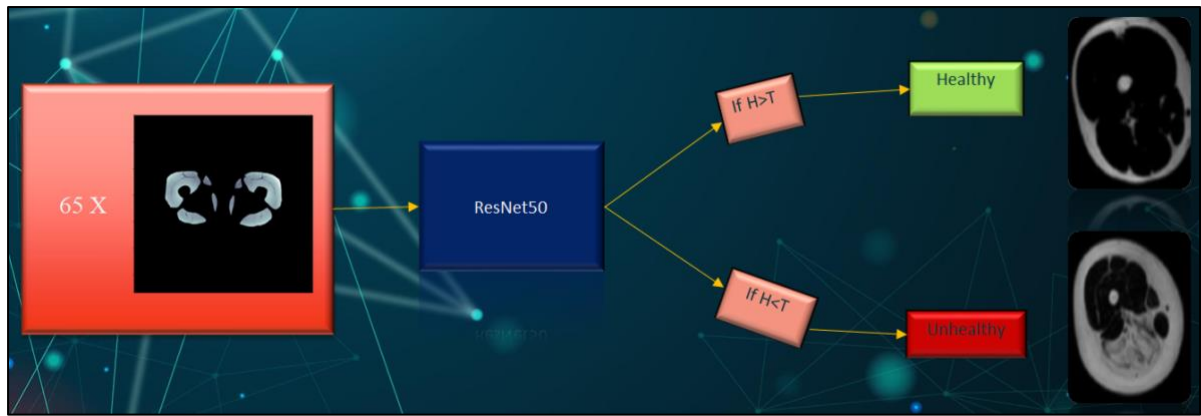 65 X
ResNet50
If H>T
Healthy
If H<T
Unhealthy